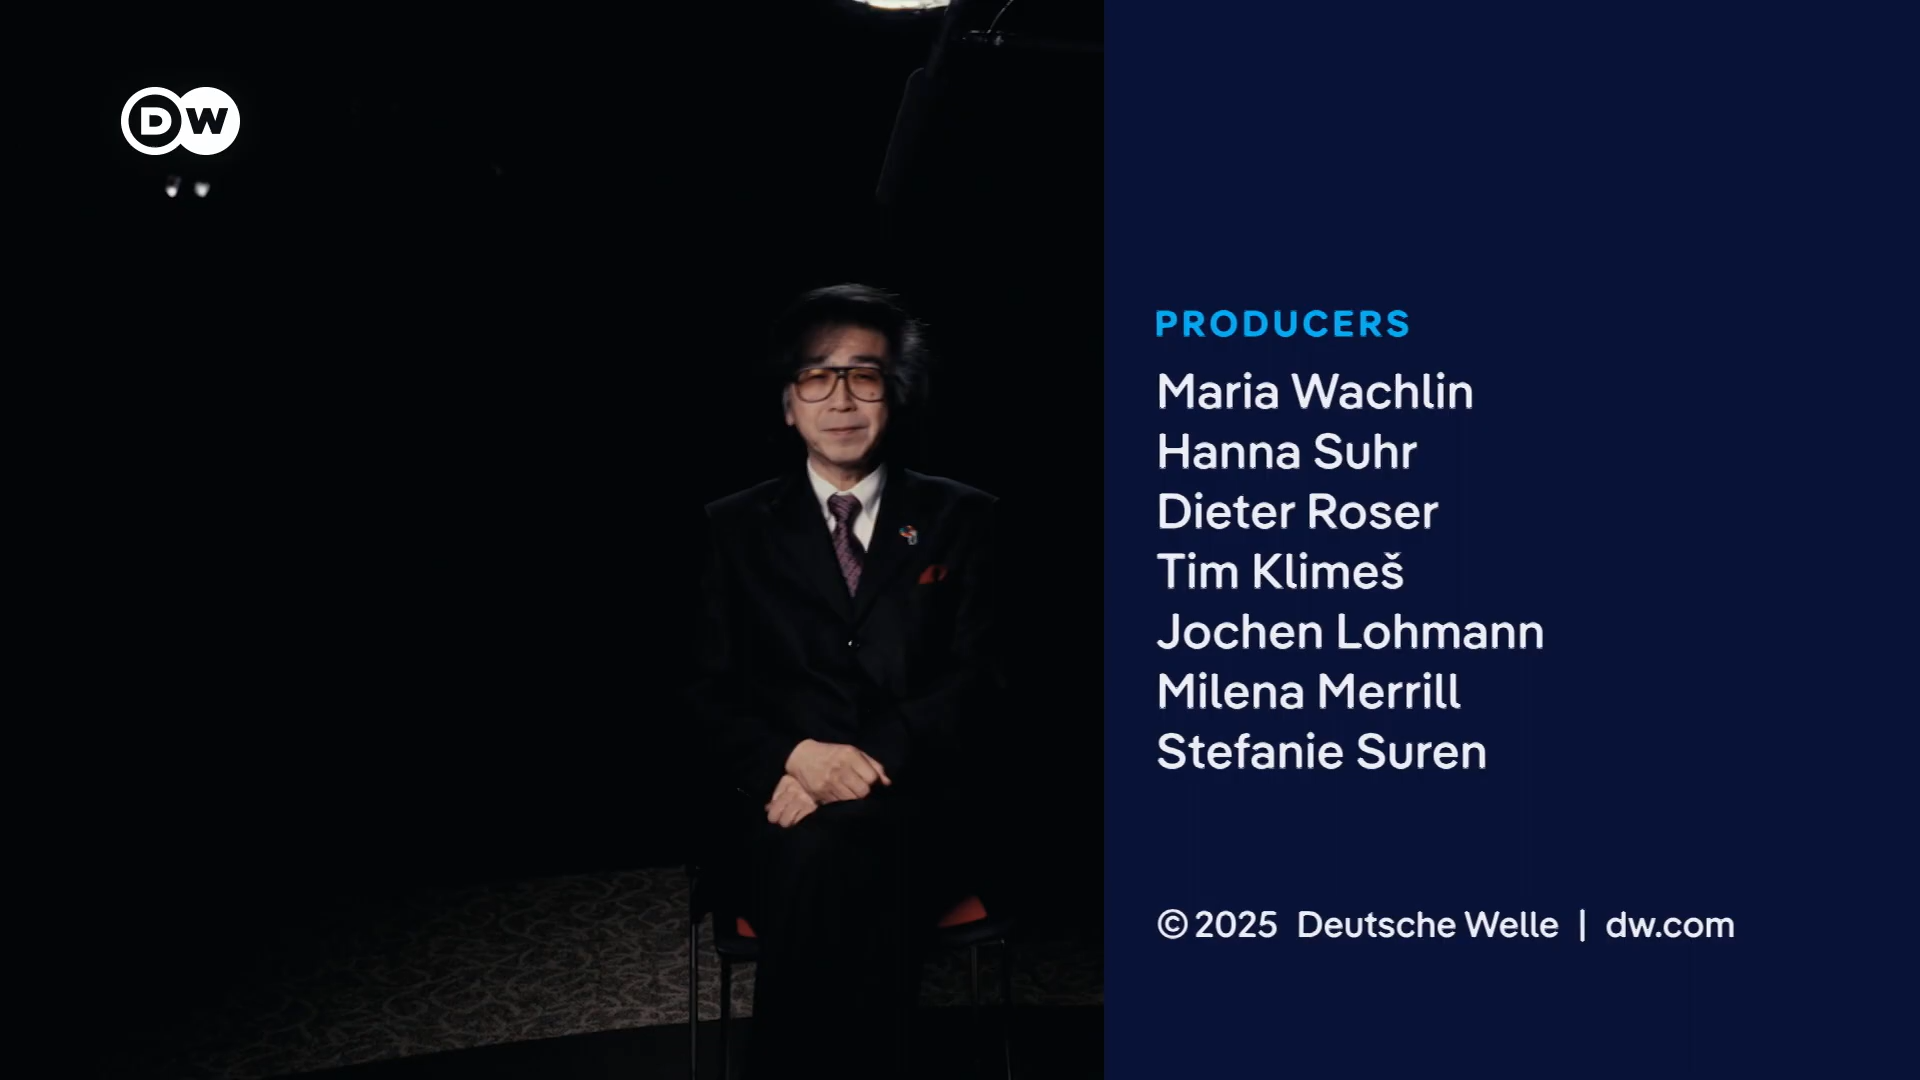 DW
PRODUCERS
Maria Wachlin
Hanna Suhr
Dieter Roser
Tim Klimeš
Jochen Lohmann
Milena Merrill
Stefanie Suren
© 2025 Deutsche Welle | dw.com